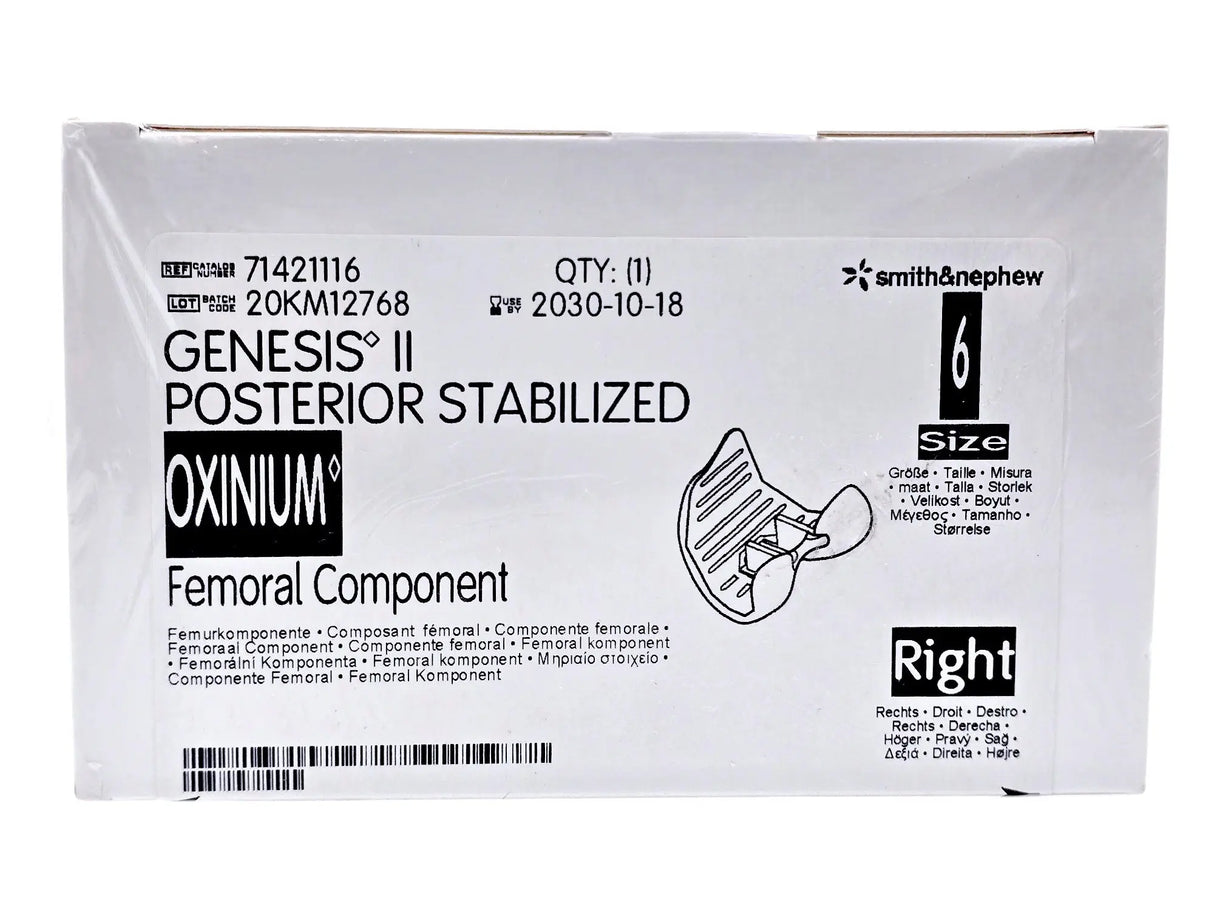 REF CATALOG NUMBER 71421116
QTY: (1)
smith&nephew
LOT BATCH CODE 20KM12768
USE BY 2030-10-18
GENESIS◊ II
POSTERIOR STABILIZED
OXINIUM◊
Femoral Component
Femurkomponente • Composant fémoral • Componente femorale •
Femoraal Component • Componente femoral • Femoral komponent
• Femorální Komponenta • Femoral komponent • Μηριαίο στοιχείο •
Componente Femoral • Femoral Komponent
6
Size
Größe • Taille • Misura
• maat • Talla • Storlek
• Velikost • Boyut •
Μέγεθος • Tamanho •
Størrelse
Right
Rechts • Droit • Destro •
Rechts • Derecha •
Höger • Pravý • Sağ •
Δεξιά • Direita • Højre